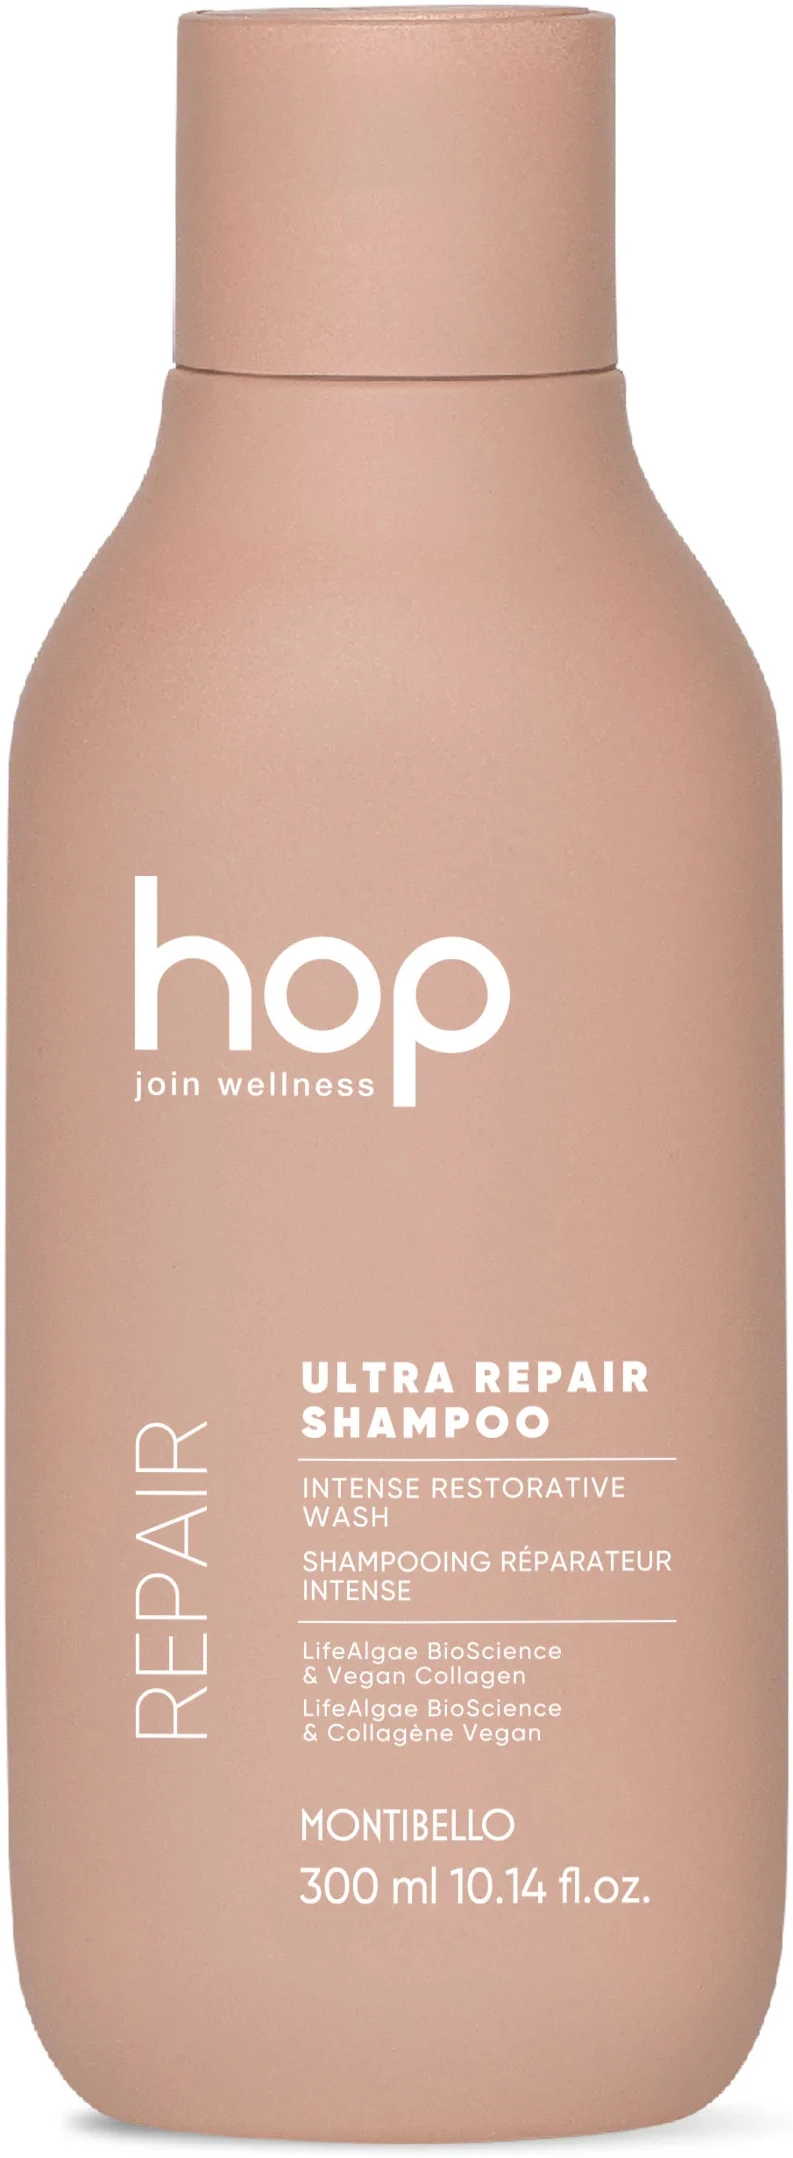 hop
join wellness
REPAIR
ULTRA REPAIR
SHAMPOO
INTENSE RESTORATIVE
WASH
SHAMPOOING RÉPARATEUR
INTENSE
LifeAlgae BioScience
& Vegan Collagen
LifeAlgae BioScience
& Collagène Vegan
MONTIBELLO
300 ml 10.14 fl.oz.